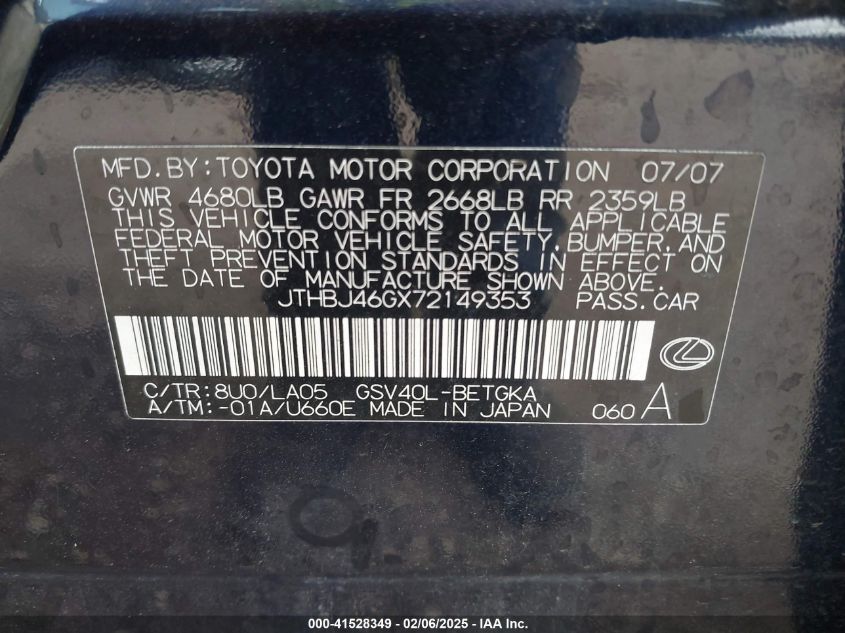 MFD.BY:TOYOTA MOTOR CORPORATION 07/07
GVWR 4680LB GAWR FR 2668LB RR 2359LB
THIS VEHICLE CONFORMS TO ALL APPLICABLE
FEDERAL MOTOR VEHICLE SAFETY,BUMPER,AND
THEFT PREVENTION STANDARDS IN EFFECT ON
THE DATE OF MANUFACTURE SHOWN ABOVE.
JTHBJ46GX72149353 PASS.CAR
C/TR:8U0/LA05 GSV40L-BETGKA
A/TM:-01A/U660E MADE IN JAPAN 060 A
000-41528349 - 02/06/2025 - IAA Inc.